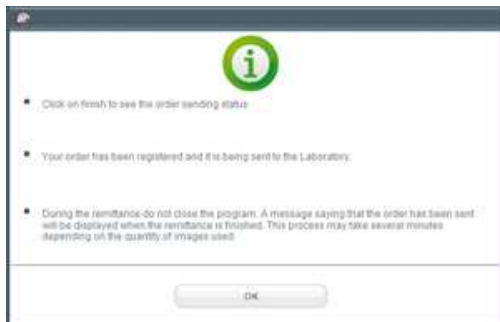 Click on finish to see the order sending status
Your order has been registered and it is being sent to the Laboratory.
During the remittance do not close the program. A message saying that the order has been sent
will be displayed when the remittance is finished. This process may take several minutes
depending on the quantity of images used.
OK